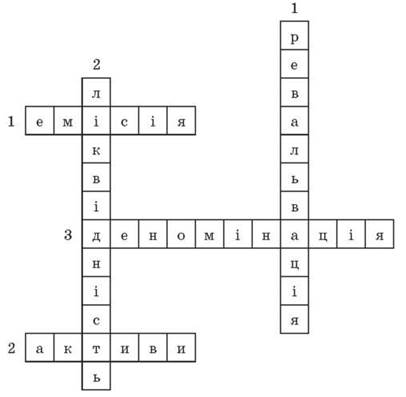 1
р
2 е
л в
1 е м і с і я а
к л
в ь
і в
3 д е н о м і н а ц і я
н ц
і і
с я
2 а к т и в и
ь